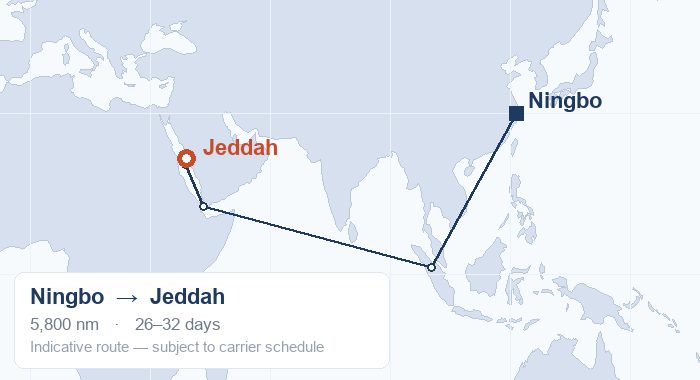 Ningbo
Jeddah
Ningbo → Jeddah
5,800 nm · 26–32 days
Indicative route — subject to carrier schedule